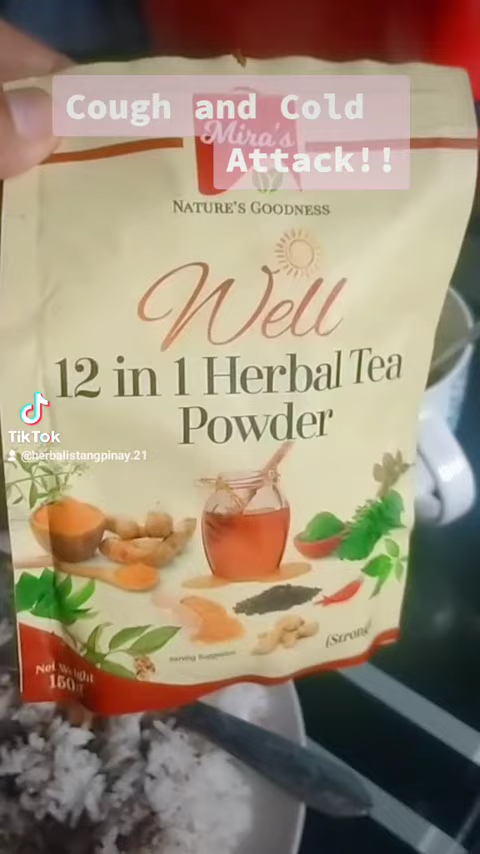 Cough and Cold
Attack!!
Mira's
NATURE'S GOODNESS
Well
12 in 1 Herbal Tea
Powder
TikTok
@herbalistangpinay.21
Serving Suggestion
(Strong)
Net Weight
150g